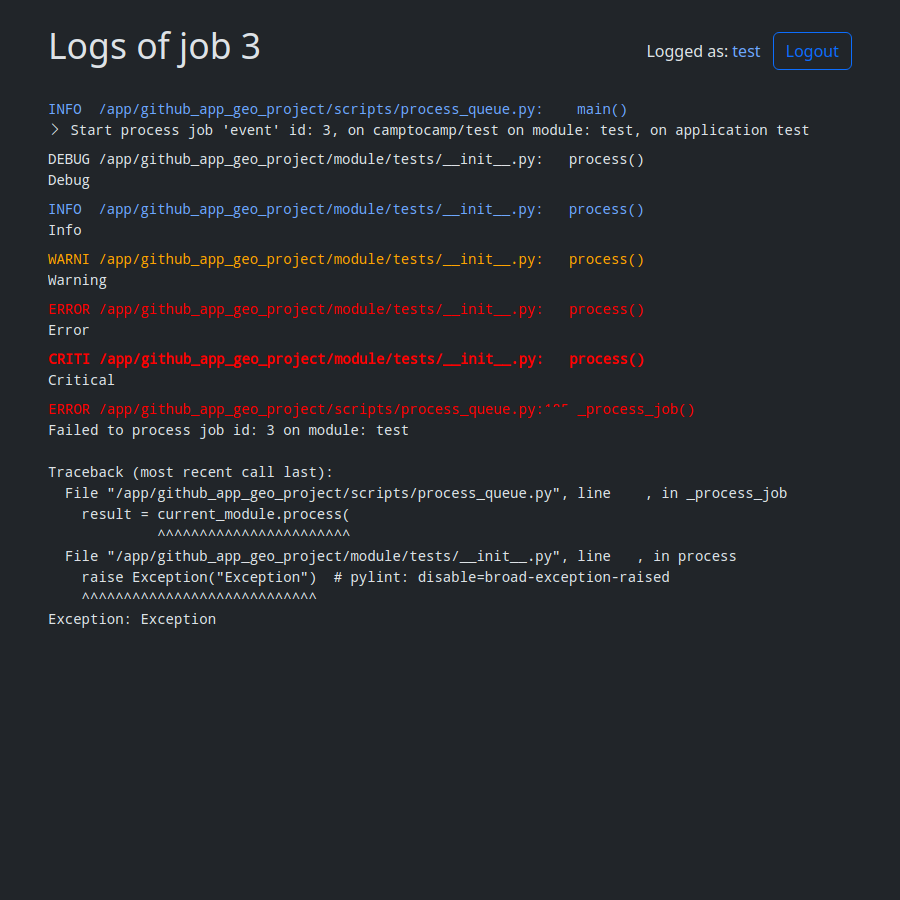 Logs of job 3
Logged as: test
Logout
INFO  /app/github_app_geo_project/scripts/process_queue.py:    main()
> Start process job 'event' id: 3, on camptocamp/test on module: test, on application test
DEBUG /app/github_app_geo_project/module/tests/__init__.py:   process()
Debug
INFO  /app/github_app_geo_project/module/tests/__init__.py:   process()
Info
WARNI /app/github_app_geo_project/module/tests/__init__.py:   process()
Warning
ERROR /app/github_app_geo_project/module/tests/__init__.py:   process()
Error
CRITI /app/github_app_geo_project/module/tests/__init__.py:   process()
Critical
ERROR /app/github_app_geo_project/scripts/process_queue.py: _process_job()
Failed to process job id: 3 on module: test
Traceback (most recent call last):
  File "/app/github_app_geo_project/scripts/process_queue.py", line    , in _process_job
    result = current_module.process(
             ^^^^^^^^^^^^^^^^^^^^^^^
  File "/app/github_app_geo_project/module/tests/__init__.py", line   , in process
    raise Exception("Exception")  # pylint: disable=broad-exception-raised
    ^^^^^^^^^^^^^^^^^^^^^^^^^^^^
Exception: Exception